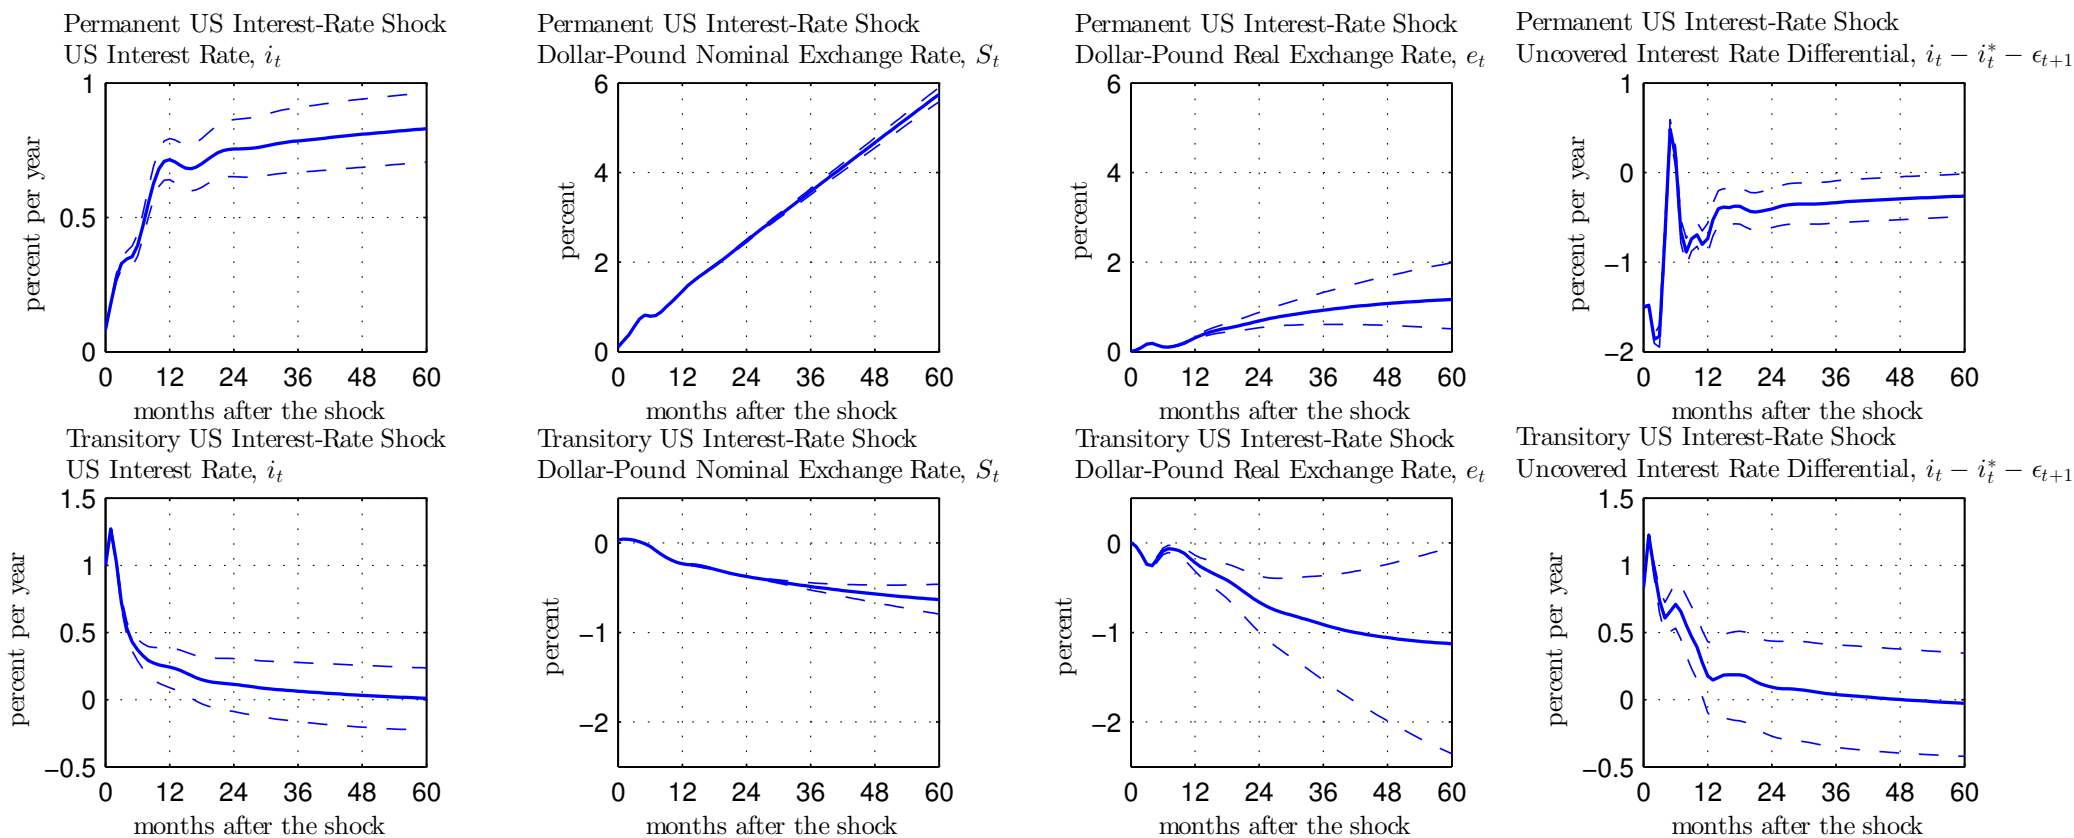 Permanent US Interest-Rate Shock
US Interest Rate, i_t
1
0.5
0
percent per year
0 12 24 36 48 60
months after the shock
Permanent US Interest-Rate Shock
Dollar-Pound Nominal Exchange Rate, S_t
6
4
2
0
percent
0 12 24 36 48 60
months after the shock
Permanent US Interest-Rate Shock
Dollar-Pound Real Exchange Rate, e_t
6
4
2
0
percent
0 12 24 36 48 60
months after the shock
Permanent US Interest-Rate Shock
Uncovered Interest Rate Differential, i_t − i_t^* − ϵ_{t+1}
1
0
−1
−2
percent per year
0 12 24 36 48 60
months after the shock
Transitory US Interest-Rate Shock
US Interest Rate, i_t
1.5
1
0.5
0
−0.5
percent per year
0 12 24 36 48 60
months after the shock
Transitory US Interest-Rate Shock
Dollar-Pound Nominal Exchange Rate, S_t
0
−1
−2
percent
0 12 24 36 48 60
months after the shock
Transitory US Interest-Rate Shock
Dollar-Pound Real Exchange Rate, e_t
0
−1
−2
percent
0 12 24 36 48 60
months after the shock
Transitory US Interest-Rate Shock
Uncovered Interest Rate Differential, i_t − i_t^* − ϵ_{t+1}
1.5
1
0.5
0
−0.5
percent per year
0 12 24 36 48 60
months after the shock